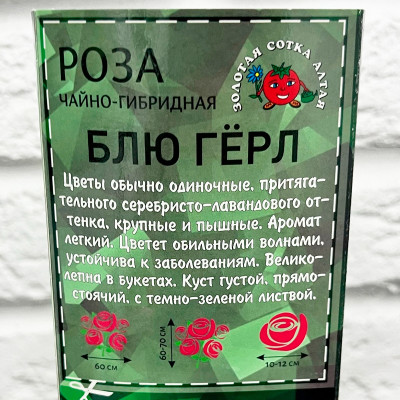 РОЗА
ЧАЙНО-ГИБРИДНАЯ
ЗОЛОТАЯ СОТКА АЛТАЯ
БЛЮ ГЁРЛ
Цветы обычно одиночные, притяга-
тельного серебристо-лавандового от-
тенка, крупные и пышные. Аромат
легкий. Цветет обильными волнами,
устойчива к заболеваниям. Велико-
лепна в букетах. Куст густой, прямо-
стоячий, с темно-зеленой листвой.
60 СМ
60-70 СМ
10-12 СМ